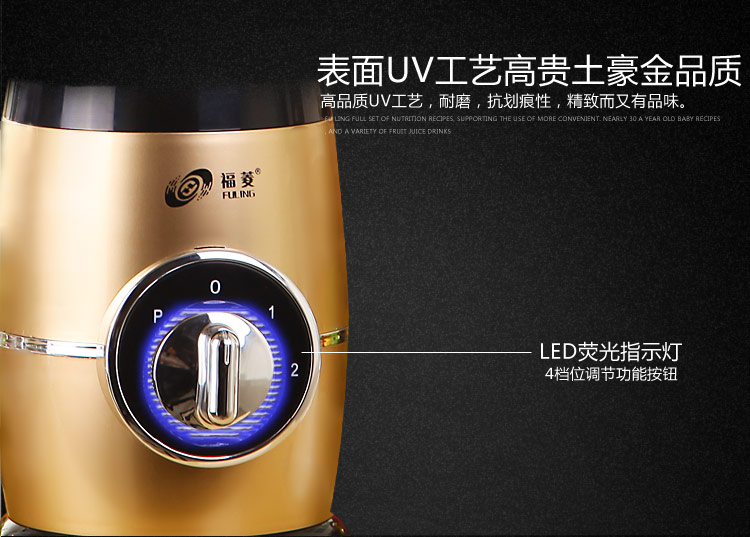 表面UV工艺高贵土豪金品质
高品质UV工艺，耐磨，抗划痕性，精致而又有品味。
FU LING FULL SET OF NUTRITION RECIPES, SUPPORTING THE USE OF MORE CONVENIENT. NEARLY 30 A YEAR OLD BABY RECIPES
, AND A VARIETY OF FRUIT JUICE DRINKS
福菱®
FULING
0
P
1
2
LED荧光指示灯
4档位调节功能按钮